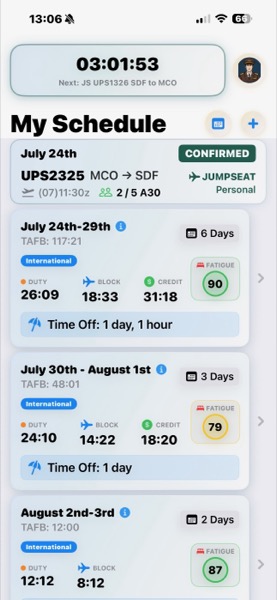 13:06
66
03:01:53
Next: JS UPS1326 SDF to MCO
My Schedule
July 24th
CONFIRMED
UPS2325 MCO → SDF
JUMPSEAT
(07)11:30z 2 / 5 A30
Personal
July 24th-29th
TAFB: 117:21
6 Days
International
FATIGUE
DUTY BLOCK CREDIT
26:09 18:33 31:18
90
Time Off: 1 day, 1 hour
July 30th - August 1st
TAFB: 48:01
3 Days
International
FATIGUE
DUTY BLOCK CREDIT
24:10 14:22 18:20
79
Time Off: 1 day
August 2nd-3rd
TAFB: 12:00
2 Days
International
FATIGUE
DUTY BLOCK
12:12 8:12
87